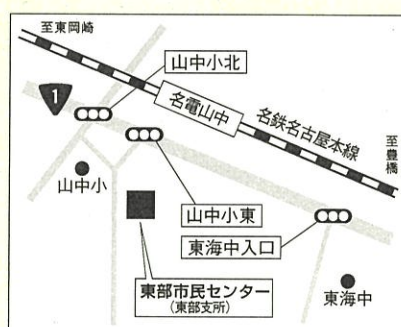 至東岡崎
山中小北
1
名電山中
名鉄名古屋本線
至豊橋
山中小
山中小東
東海中入口
東部市民センター
(東部支所)
東海中